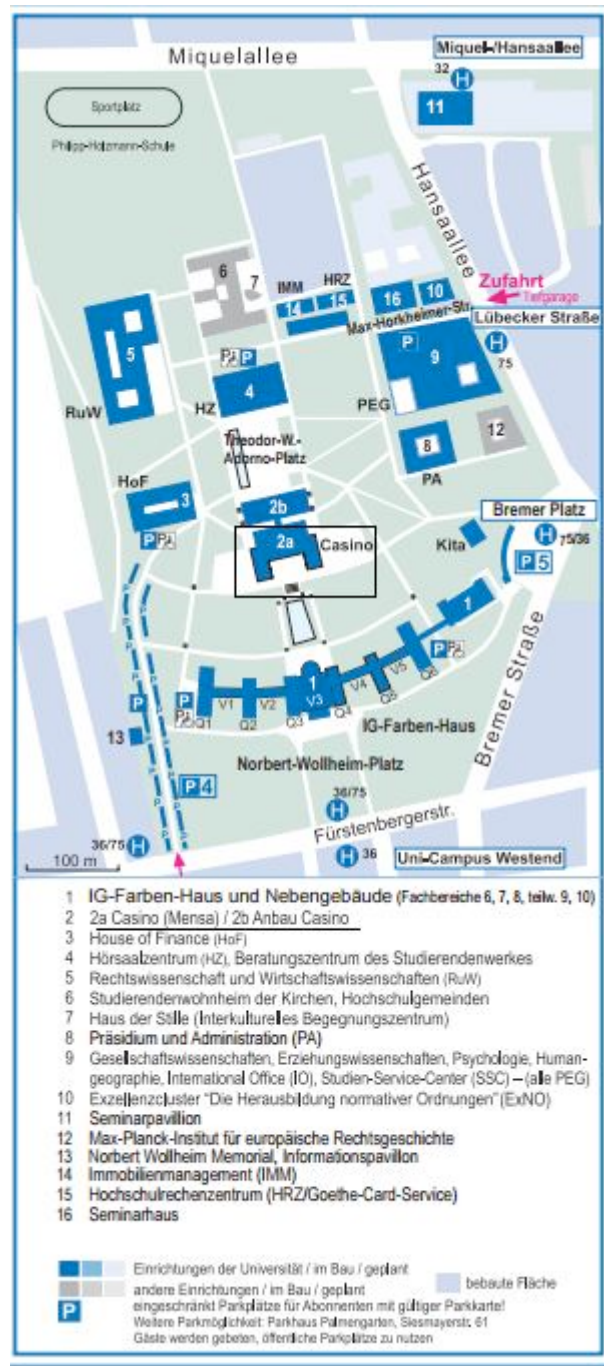 Miquelallee
Miquel-/Hansaallee
32 H
11
Sportplatz
Philipp-Holzmann-Schule
Hansaallee
6
7
IMM
HRZ
14
15
16
10
Zufahrt
Tiefgarage
Max-Horkheimer-Str.
Lübecker Straße
H
75
5
RuW
P P
4
HZ
P
9
PEG
Theodor-W.-
Adorno-Platz
8
PA
12
HoF
3
P P
2b
2a
Casino
Kita
Bremer Platz
H 75/36
P 5
1
Bremer Straße
P
P
P
P
Q1
V1
Q2
V2
Q3
1
V3
Q4
V4
Q5
V5
Q6
IG-Farben-Haus
13
Norbert-Wollheim-Platz
P 4
36/75
H
Fürstenbergerstr.
36/75 H
H 36
Uni-Campus Westend
100 m
1 IG-Farben-Haus und Nebengebäude (Fachbereiche 6, 7, 8, teilw. 9, 10)
2 2a Casino (Mensa) / 2b Anbau Casino
3 House of Finance (HoF)
4 Hörsaalzentrum (HZ), Beratungszentrum des Studierendenwerkes
5 Rechtswissenschaft und Wirtschaftswissenschaften (RuW)
6 Studierendenwohnheim der Kirchen, Hochschulgemeinden
7 Haus der Stille (Interkulturelles Begegnungszentrum)
8 Präsidium und Administration (PA)
9 Gesellschaftswissenschaften, Erziehungswissenschaften, Psychologie, Human-
geographie, International Office (IO), Studien-Service-Center (SSC) – (alle PEG)
10 Exzellenzcluster "Die Herausbildung normativer Ordnungen" (ExNO)
11 Seminarpavillion
12 Max-Planck-Institut für europäische Rechtsgeschichte
13 Norbert Wollheim Memorial, Informationspavillon
14 Immobilienmanagement (IMM)
15 Hochschulrechenzentrum (HRZ/Goethe-Card-Service)
16 Seminarhaus
Einrichtungen der Universität / im Bau / geplant
andere Einrichtungen / im Bau / geplant
bebaute Fläche
P eingeschränkt Parkplätze für Abonnenten mit gültiger Parkkarte!
Weitere Parkmöglichkeit: Parkhaus Palmengarten, Siesmayerst. 61
Gäste werden gebeten, öffentliche Parkplätze zu nutzen